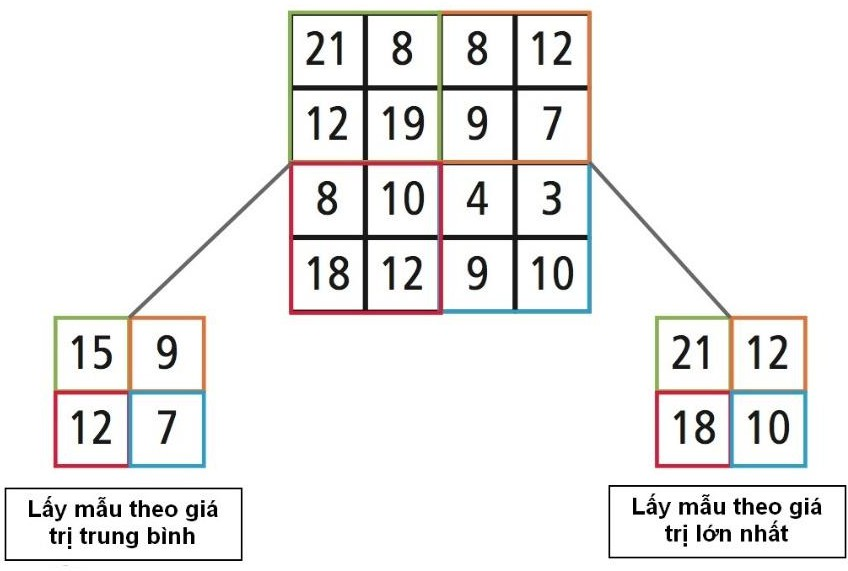 21 8 8 12
12 19 9 7
8 10 4 3
18 12 9 10
15 9
12 7
21 12
18 10
Lấy mẫu theo giá
trị trung bình
Lấy mẫu theo giá
trị lớn nhất